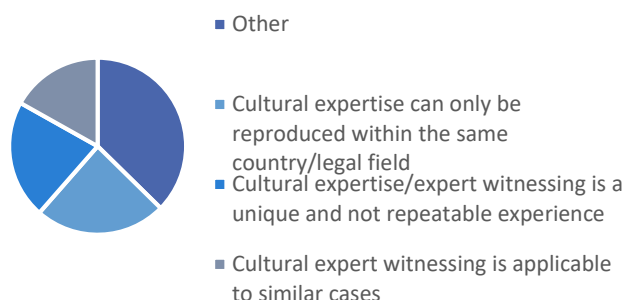 Other
Cultural expertise can only be
reproduced within the same
country/legal field
Cultural expertise/expert witnessing is a
unique and not repeatable experience
Cultural expert witnessing is applicable
to similar cases